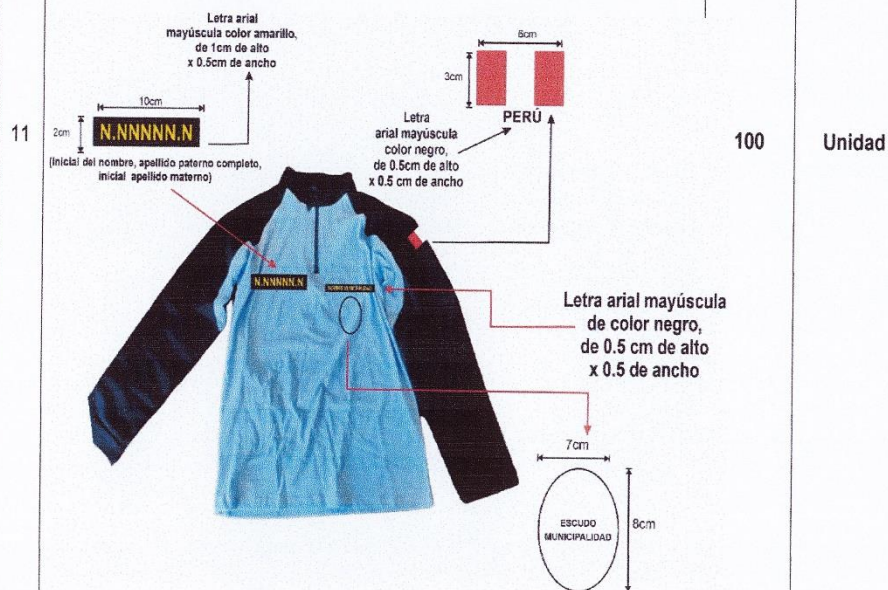 Letra arial
mayúscula color amarillo,
de 1cm de alto
x 0.5cm de ancho
10cm
2cm
N.NNNNN.N
(Inicial del nombre, apellido paterno completo,
inicial apellido materno)
3cm
PERÚ
Letra
arial mayúscula
color negro,
de 0.5cm de alto
x 0.5 cm de ancho
11
100
Unidad
N.NNNNN.N
Letra arial mayúscula
de color negro,
de 0.5 cm de alto
x 0.5 de ancho
7cm
8cm
ESCUDO
MUNICIPALIDAD